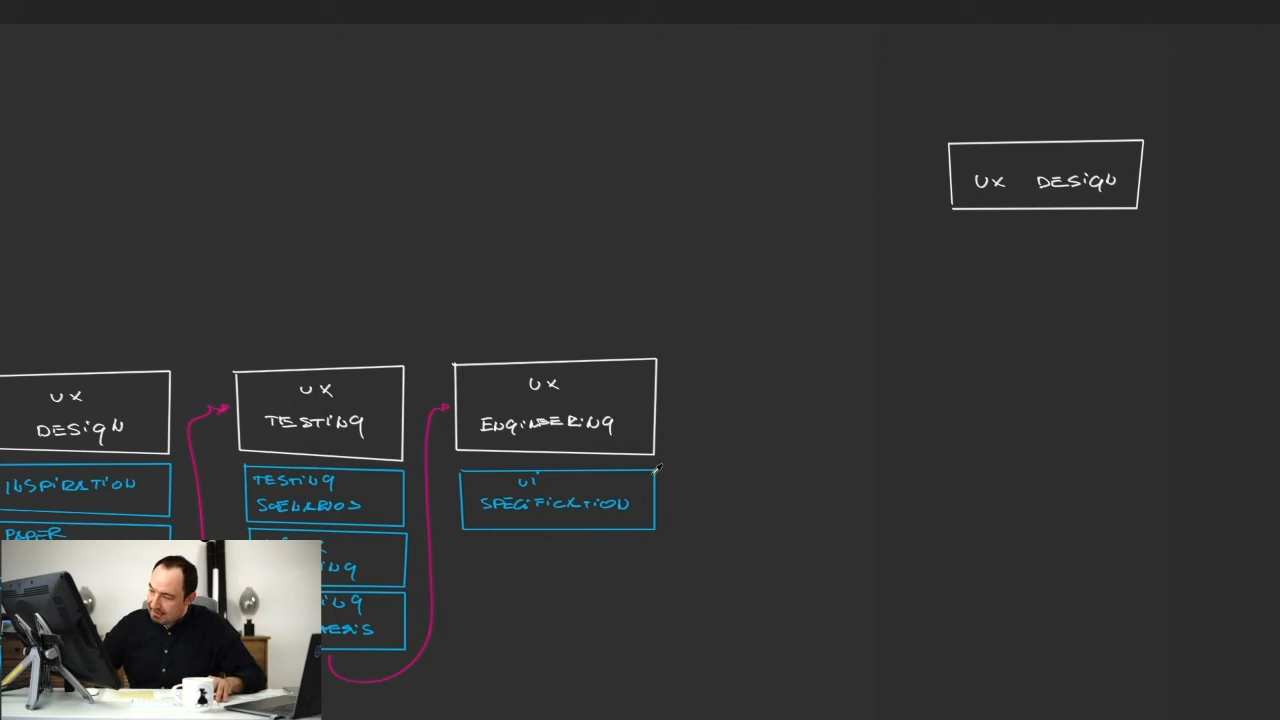 UX DESIGN
UX
DESIGN
INSPIRATION
PAPER
UX
TESTING
TESTING
SCENARIOS
UX
ENGINEERING
UI
SPECIFICATION